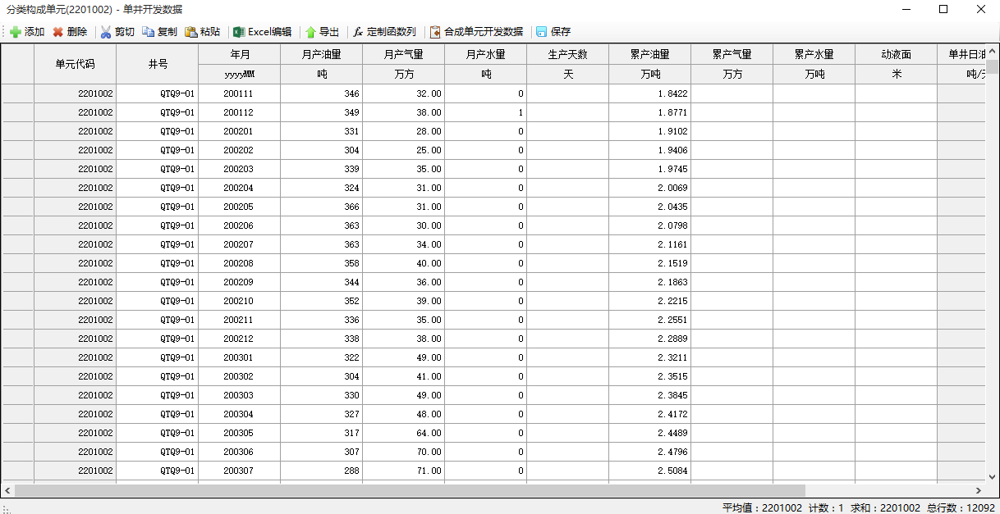 分类构成单元(2201002) - 单井开发数据
添加 删除 剪切 复制 粘贴 Excel编辑 导出 fx 定制函数列 合成单元开发数据 保存
单元代码 井号 年月 月产油量 月产气量 月产水量 生产天数 累产油量 累产气量 累产水量 动液面 单井日油
yyyyMM 吨 万方 吨 天 万吨 万方 万吨 米 吨/天
2201002 QTQ9-01 200111 346 32.00 0 1.8422
2201002 QTQ9-01 200112 349 38.00 1 1.8771
2201002 QTQ9-01 200201 331 28.00 0 1.9102
2201002 QTQ9-01 200202 304 25.00 0 1.9406
2201002 QTQ9-01 200203 339 35.00 0 1.9745
2201002 QTQ9-01 200204 324 31.00 0 2.0069
2201002 QTQ9-01 200205 366 31.00 0 2.0435
2201002 QTQ9-01 200206 363 30.00 0 2.0798
2201002 QTQ9-01 200207 363 34.00 0 2.1161
2201002 QTQ9-01 200208 358 40.00 0 2.1519
2201002 QTQ9-01 200209 344 36.00 0 2.1863
2201002 QTQ9-01 200210 352 39.00 0 2.2215
2201002 QTQ9-01 200211 336 35.00 0 2.2551
2201002 QTQ9-01 200212 338 38.00 0 2.2889
2201002 QTQ9-01 200301 322 49.00 0 2.3211
2201002 QTQ9-01 200302 304 41.00 0 2.3515
2201002 QTQ9-01 200303 330 49.00 0 2.3845
2201002 QTQ9-01 200304 327 48.00 0 2.4172
2201002 QTQ9-01 200305 317 64.00 0 2.4489
2201002 QTQ9-01 200306 307 70.00 0 2.4796
2201002 QTQ9-01 200307 288 71.00 0 2.5084
平均值：2201002 计数：1 求和：2201002 总行数：12092